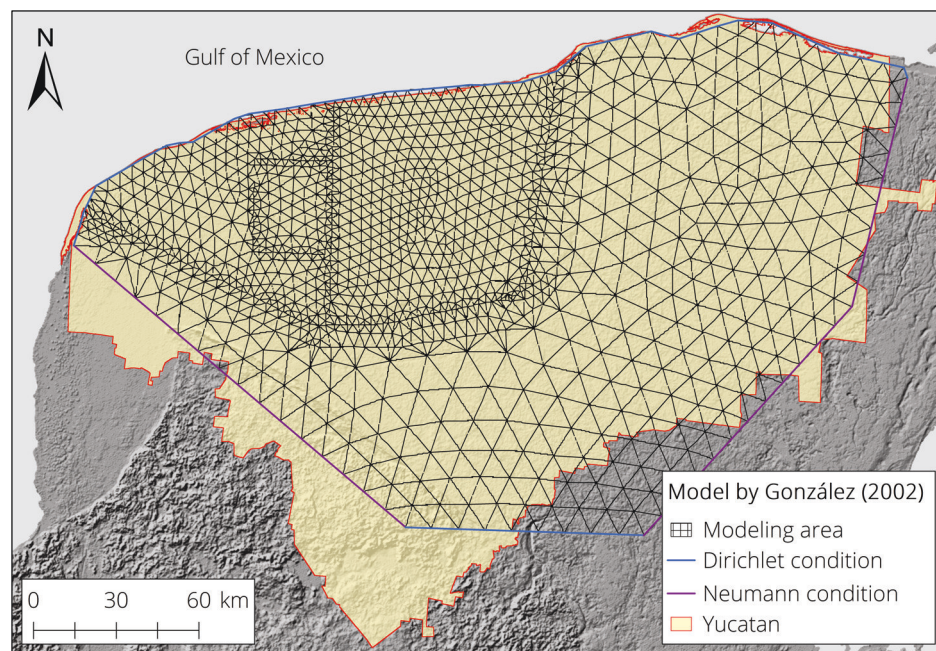 N
Gulf of Mexico
Model by González (2002)
Modeling area
Dirichlet condition
Neumann condition
Yucatan
0 30 60 km